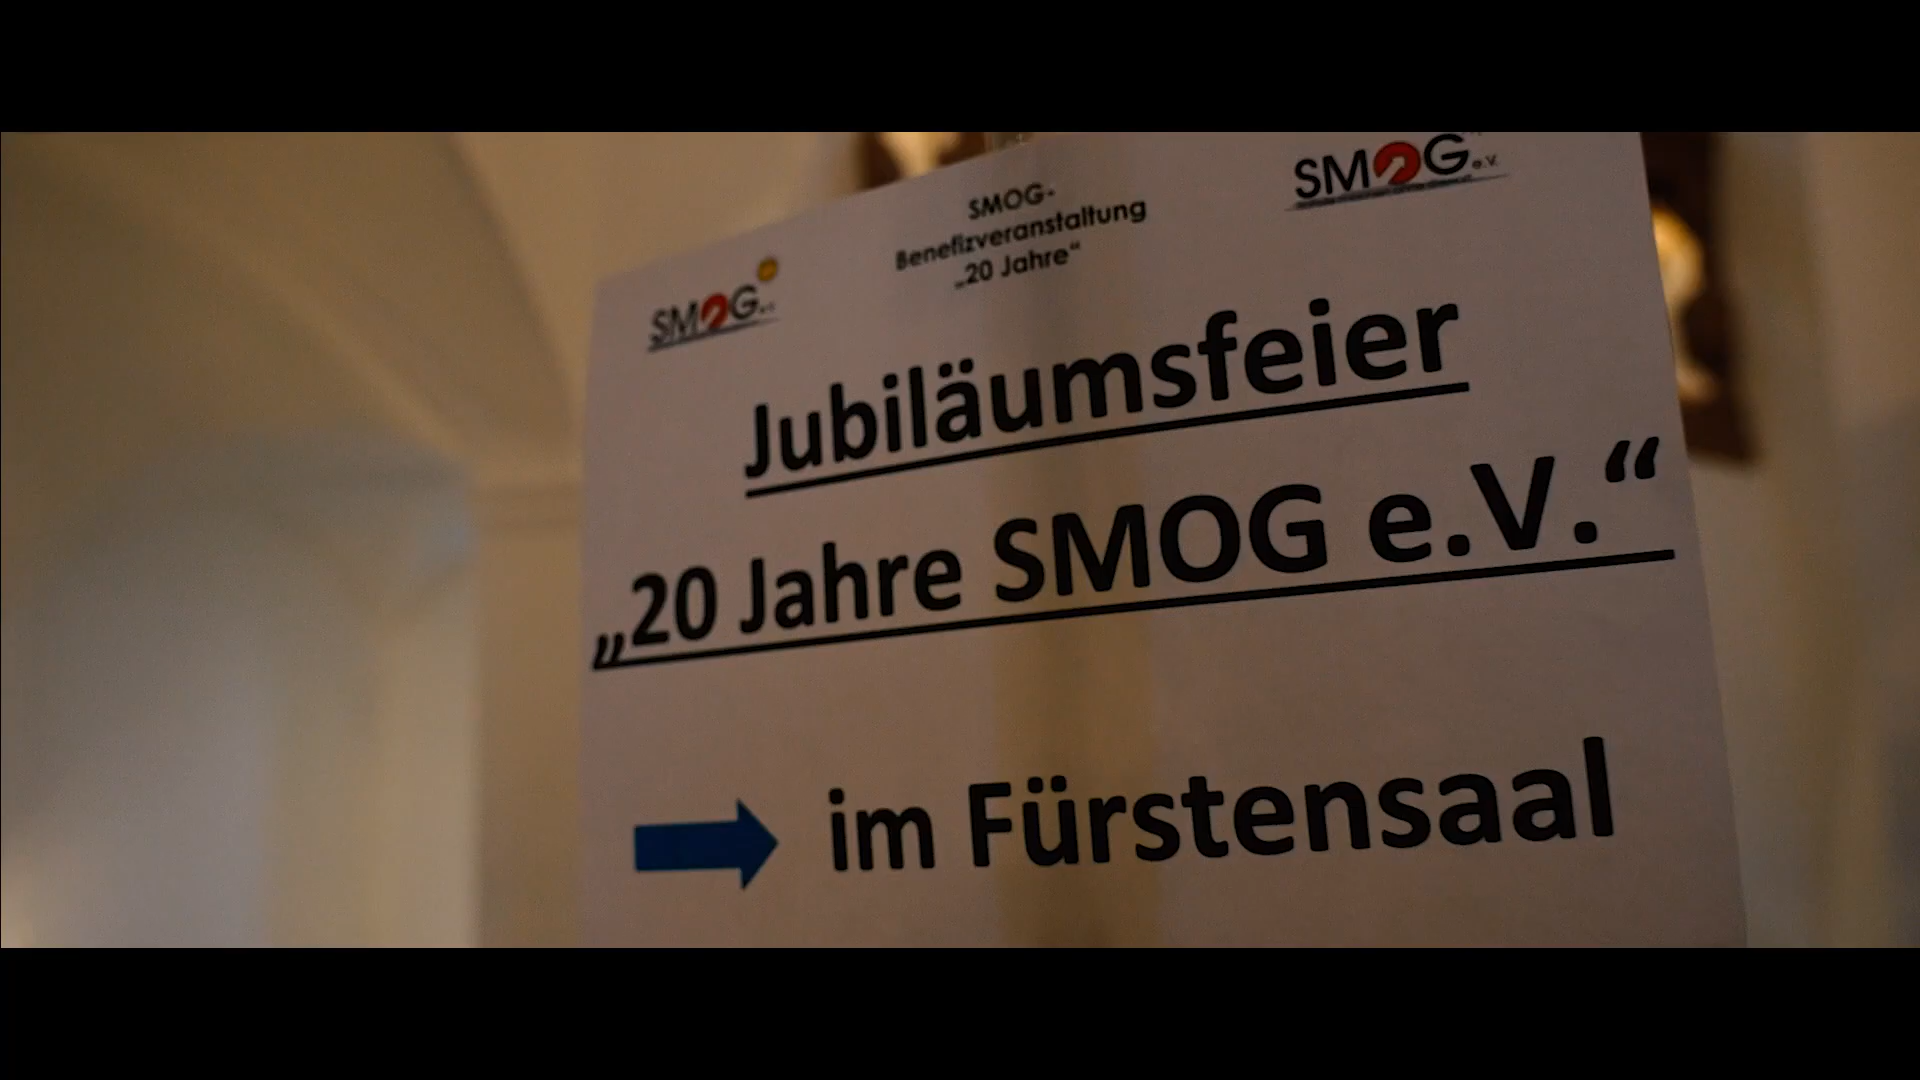 SMOG e.V.
SMOG-
Benefizveranstaltung
„20 Jahre“
SMOG e.V.
Jubiläumsfeier
„20 Jahre SMOG e.V.“
im Fürstensaal